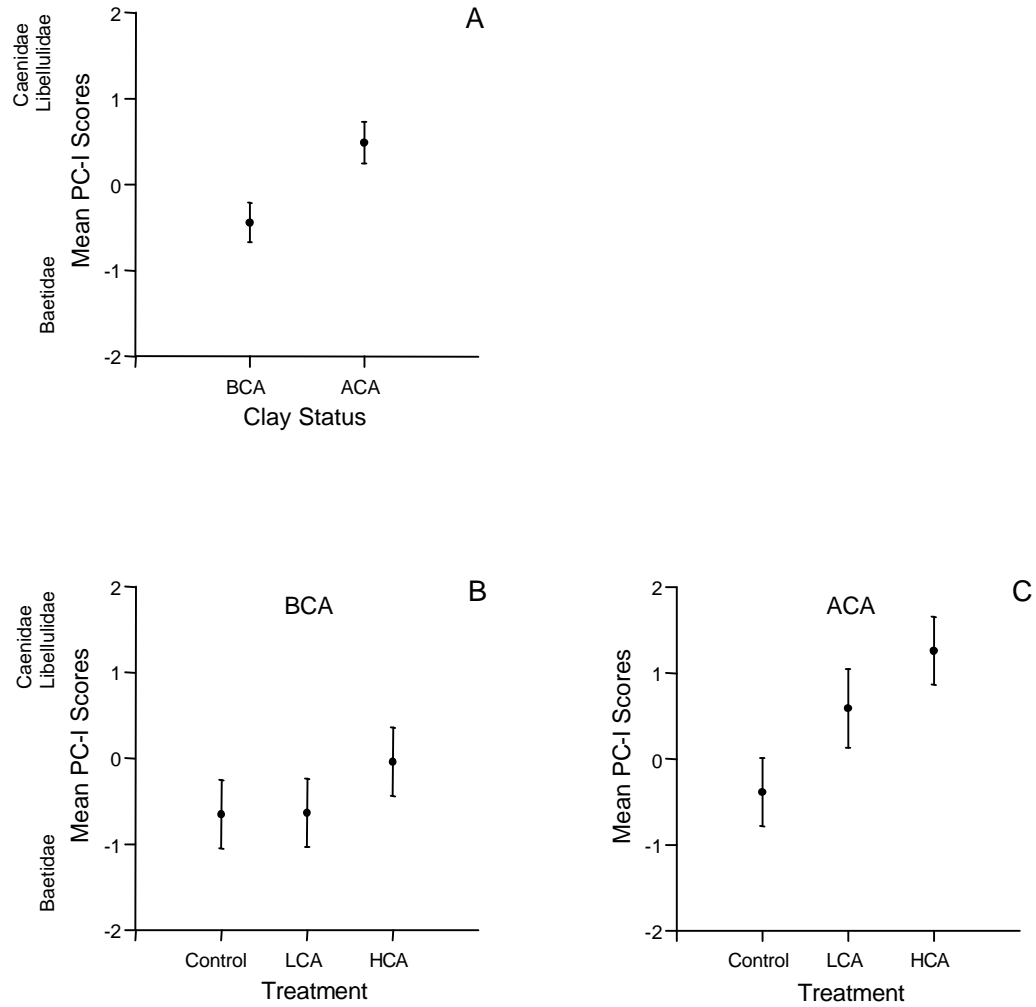 A
Caenidae
Libellulidae
Baetidae
Mean PC-I Scores
2
1
0
-1
-2
BCA
ACA
Clay Status
B
BCA
Caenidae
Libellulidae
Baetidae
Mean PC-I Scores
2
1
0
-1
-2
Control
LCA
HCA
Treatment
C
ACA
Mean PC-I Scores
2
1
0
-1
-2
Control
LCA
HCA
Treatment